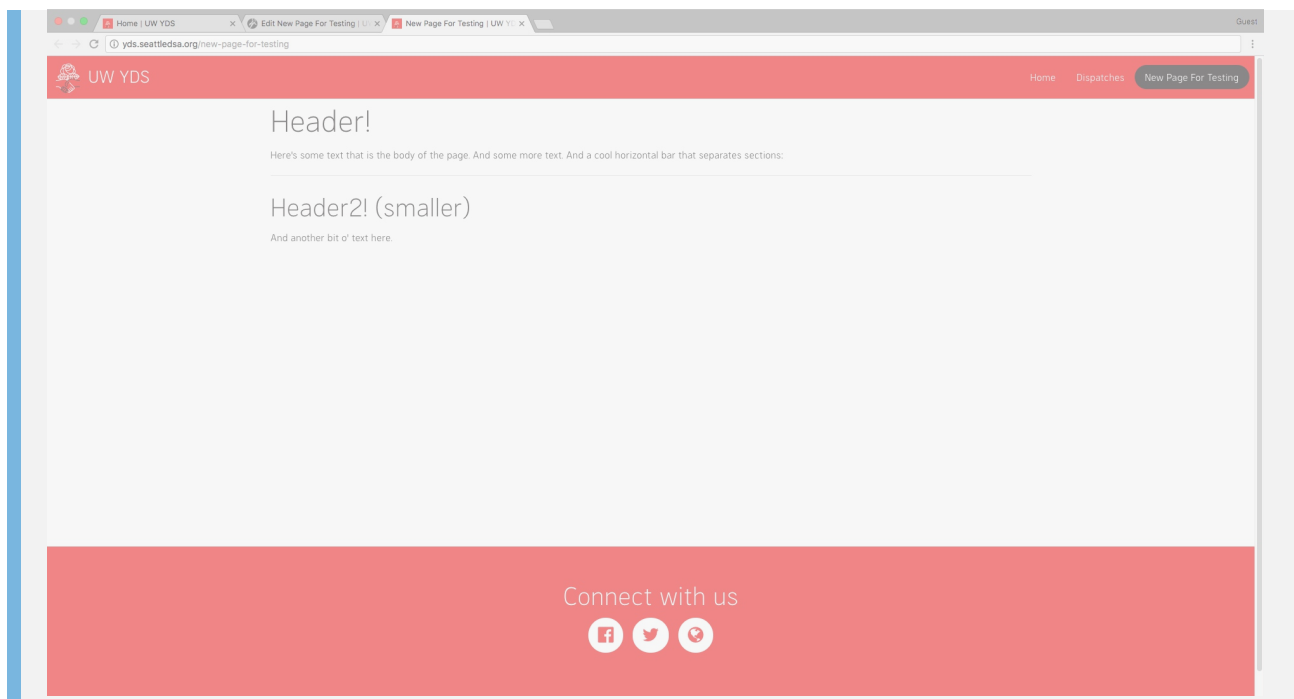 Home | UW YDS
Edit New Page For Testing | U
New Page For Testing | UW Y
Guest
yds.seattledsa.org/new-page-for-testing
UW YDS
Home
Dispatches
New Page For Testing
Header!
Here's some text that is the body of the page. And some more text. And a cool horizontal bar that separates sections:
Header2! (smaller)
And another bit o' text here.
Connect with us